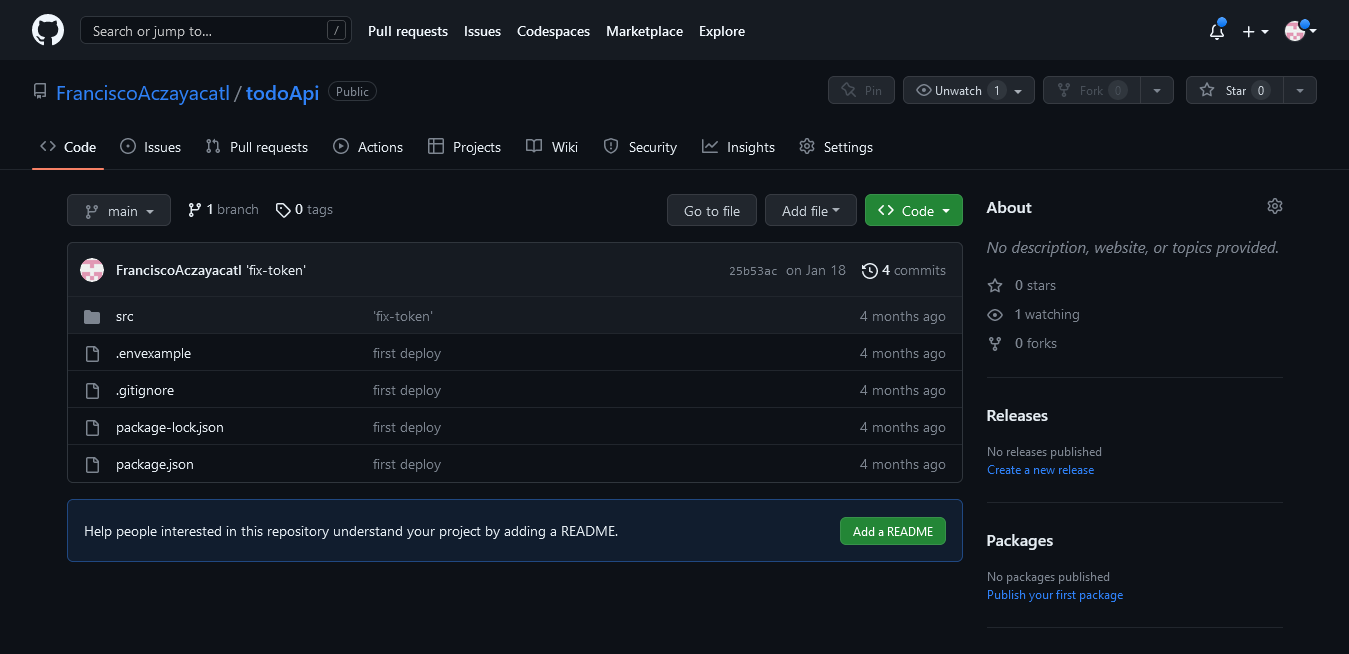 Search or jump to... / Pull requests Issues Codespaces Marketplace Explore
FranciscoAczayacatl / todoApi Public Pin Unwatch 1 Fork 0 Star 0
Code Issues Pull requests Actions Projects Wiki Security Insights Settings
main 1 branch 0 tags Go to file Add file Code
FranciscoAczayacatl 'fix-token' 25b53ac on Jan 18 4 commits
src 'fix-token' 4 months ago
.envexample first deploy 4 months ago
.gitignore first deploy 4 months ago
package-lock.json first deploy 4 months ago
package.json first deploy 4 months ago
Help people interested in this repository understand your project by adding a README. Add a README
About
No description, website, or topics provided.
0 stars
1 watching
0 forks
Releases
No releases published
Create a new release
Packages
No packages published
Publish your first package